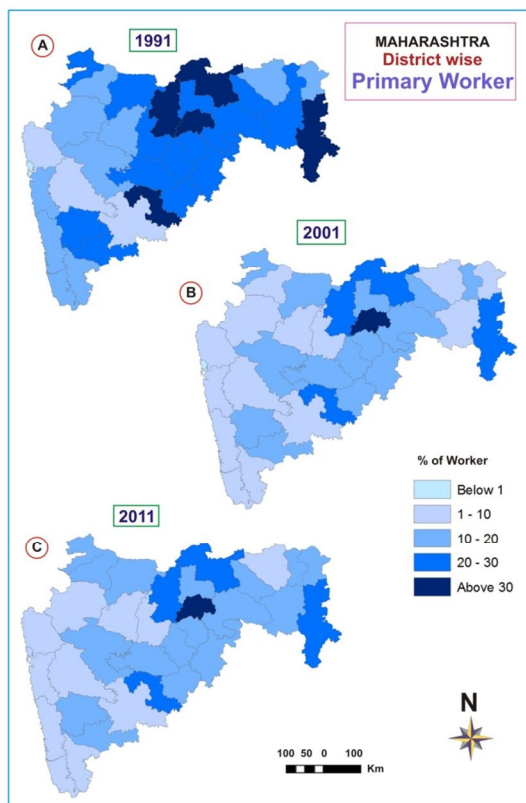 A
1991
MAHARASHTRA
District wise
Primary Worker
2001
B
% of Worker
Below 1
1 - 10
10 - 20
20 - 30
Above 30
2011
C
N
100 50 0 100
Km